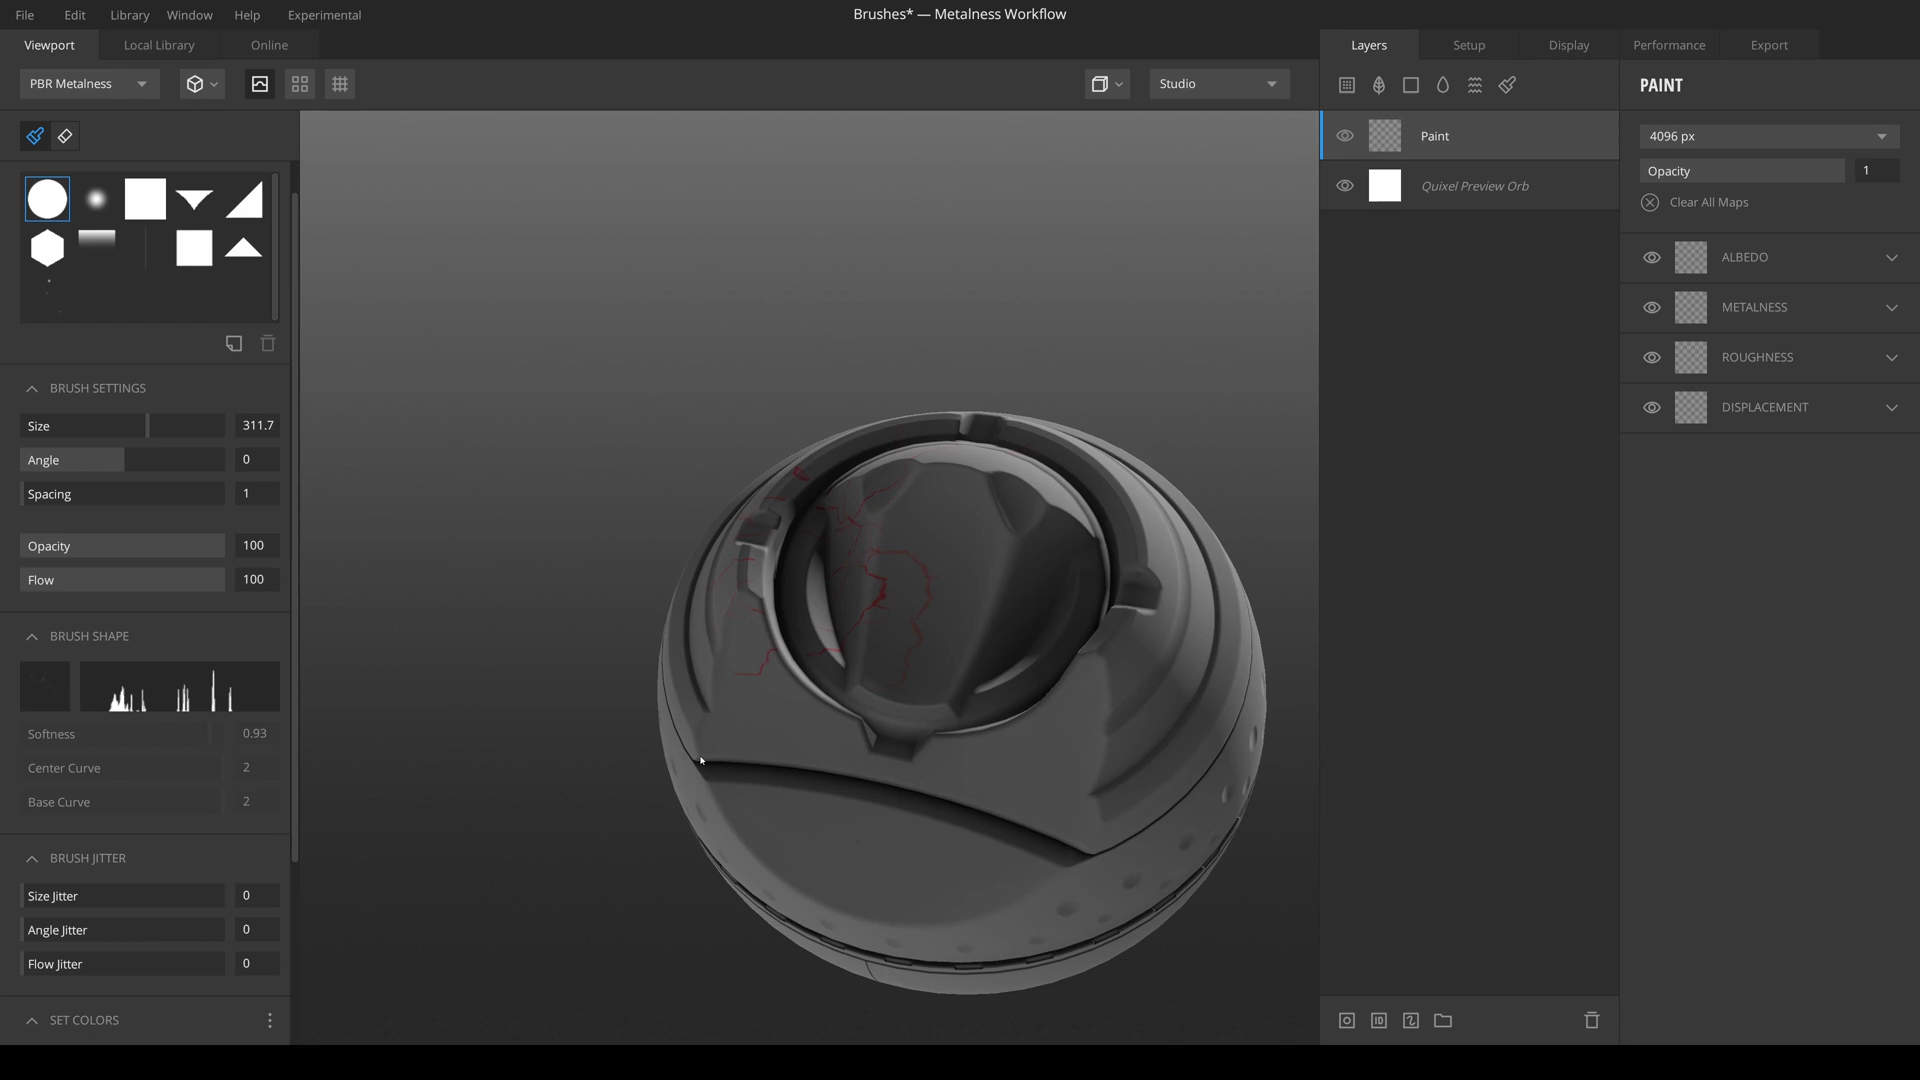 File Edit Library Window Help Experimental
Brushes* — Metalness Workflow
Viewport Local Library Online
Layers Setup Display Performance Export
PBR Metalness
Studio
PAINT
Paint
4096 px
Opacity 1
Quixel Preview Orb
Clear All Maps
ALBEDO
METALNESS
ROUGHNESS
DISPLACEMENT
BRUSH SETTINGS
Size 311.7
Angle 0
Spacing 1
Opacity 100
Flow 100
BRUSH SHAPE
Softness 0.93
Center Curve 2
Base Curve 2
BRUSH JITTER
Size Jitter 0
Angle Jitter 0
Flow Jitter 0
SET COLORS
ID